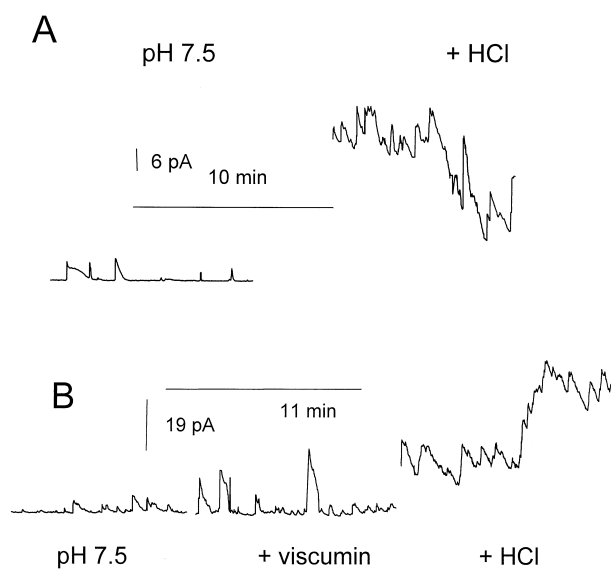 A
pH 7.5 + HCl
6 pA
10 min
B
11 min
19 pA
pH 7.5 + viscumin + HCl